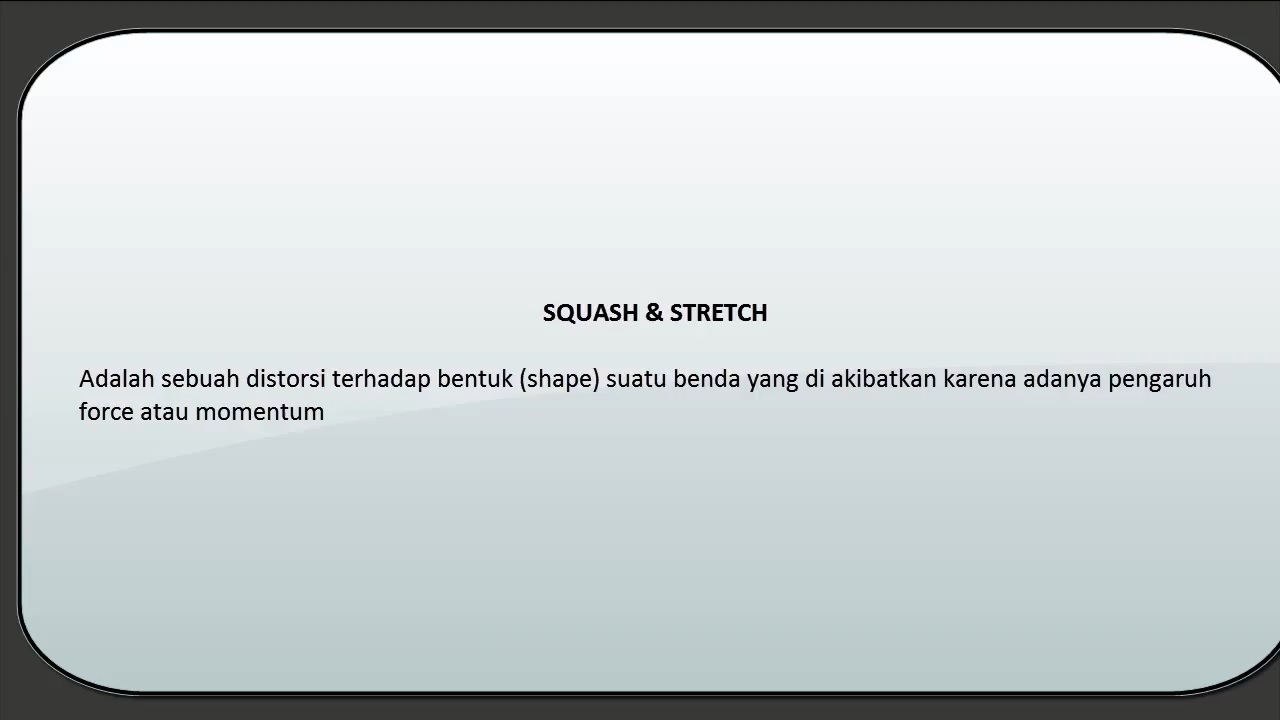 SQUASH & STRETCH
Adalah sebuah distorsi terhadap bentuk (shape) suatu benda yang di akibatkan karena adanya pengaruh
force atau momentum